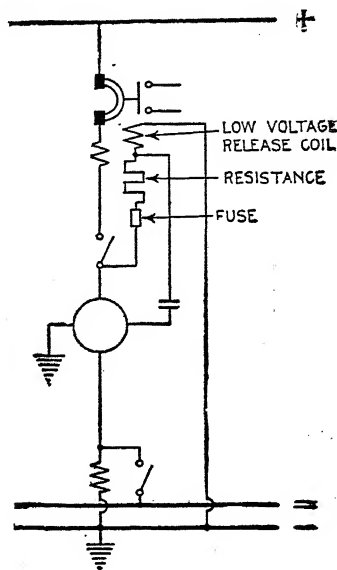 +
LOW VOLTAGE
RELEASE COIL
RESISTANCE
FUSE
=
−